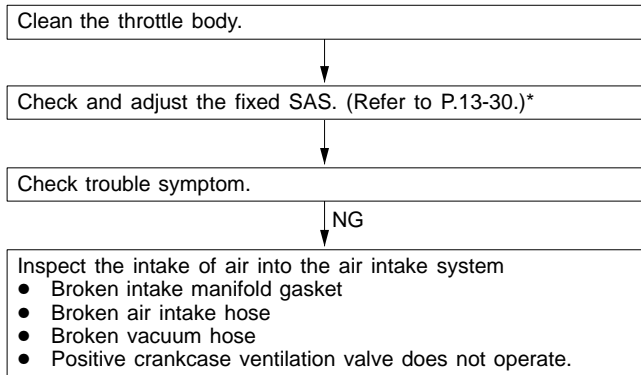 Clean the throttle body.
Check and adjust the fixed SAS. (Refer to P.13-30.)*
Check trouble symptom.
NG
Inspect the intake of air into the air intake system
● Broken intake manifold gasket
● Broken air intake hose
● Broken vacuum hose
● Positive crankcase ventilation valve does not operate.